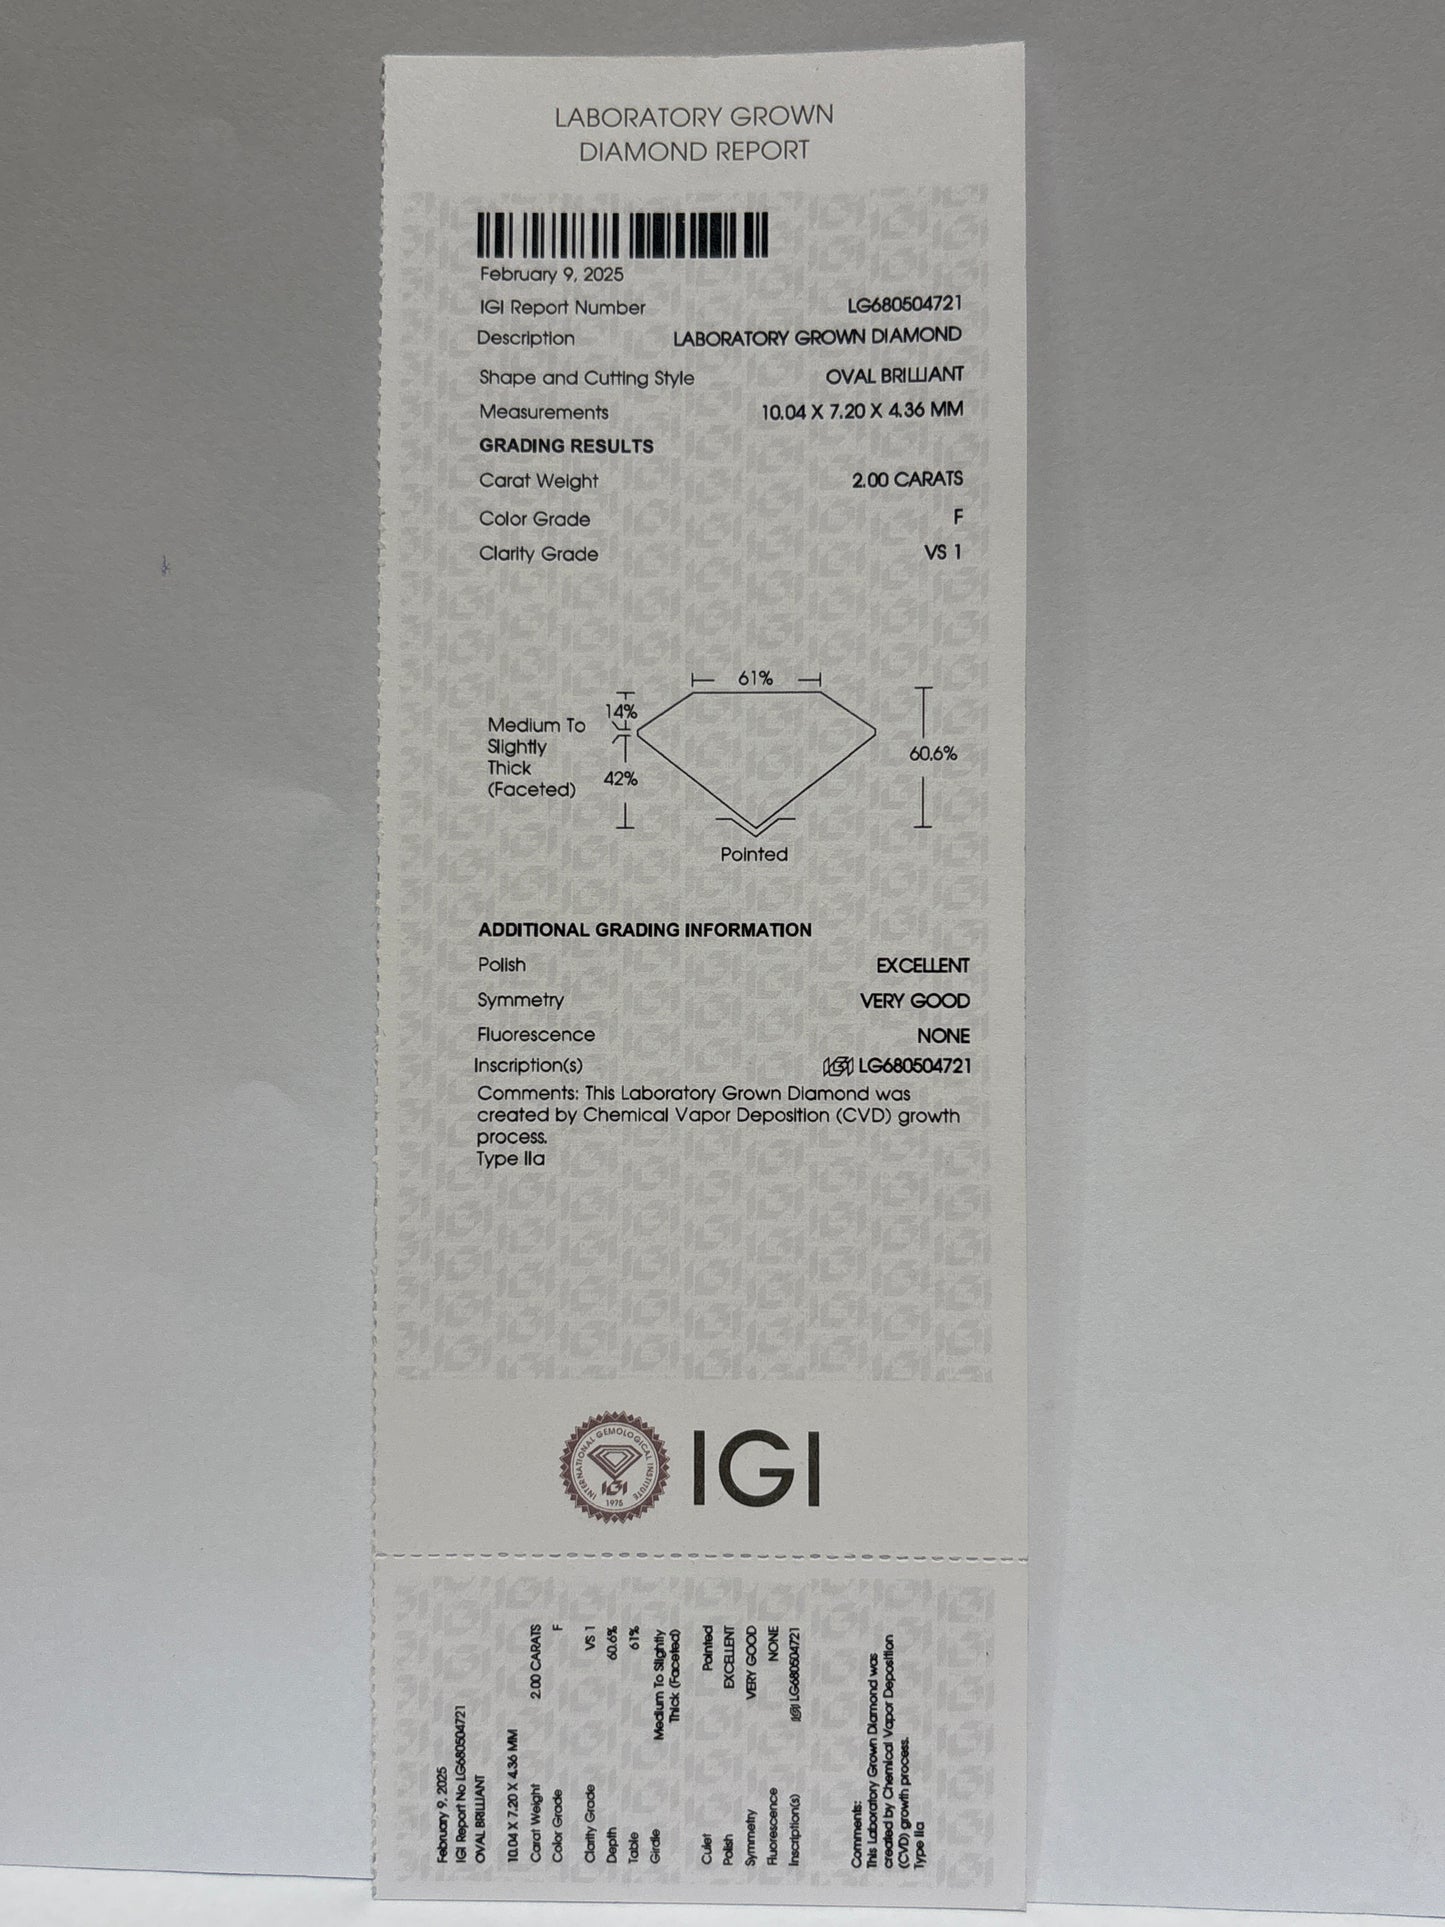 LABORATORY GROWN
DIAMOND REPORT
February 9, 2025
IGI Report Number LG680504721
Description LABORATORY GROWN DIAMOND
Shape and Cutting Style OVAL BRILLIANT
Measurements 10.04 X 7.20 X 4.36 MM
GRADING RESULTS
Carat Weight 2.00 CARATS
Color Grade F
Clarity Grade VS 1
61%
14%
Medium To
Slightly
Thick
(Faceted)
42%
60.6%
Pointed
ADDITIONAL GRADING INFORMATION
Polish EXCELLENT
Symmetry VERY GOOD
Fluorescence NONE
Inscription(s) IGI LG680504721
Comments: This Laboratory Grown Diamond was
created by Chemical Vapor Deposition (CVD) growth
process.
Type IIa
INTERNATIONAL GEMOLOGICAL INSTITUTE
IGI
1975
IGI
February 9, 2025
IGI Report No LG680504721
OVAL BRILLIANT
10.04 X 7.20 X 4.36 MM
Carat Weight 2.00 CARATS
Color Grade F
Clarity Grade VS 1
Depth 60.6%
Table 61%
Girdle Medium To Slightly
Thick (Faceted)
Culet Pointed
Polish EXCELLENT
Symmetry VERY GOOD
Fluorescence NONE
Inscription(s) IGI LG680504721
Comments:
This Laboratory Grown Diamond was
created by Chemical Vapor Deposition
(CVD) growth process.
Type IIa